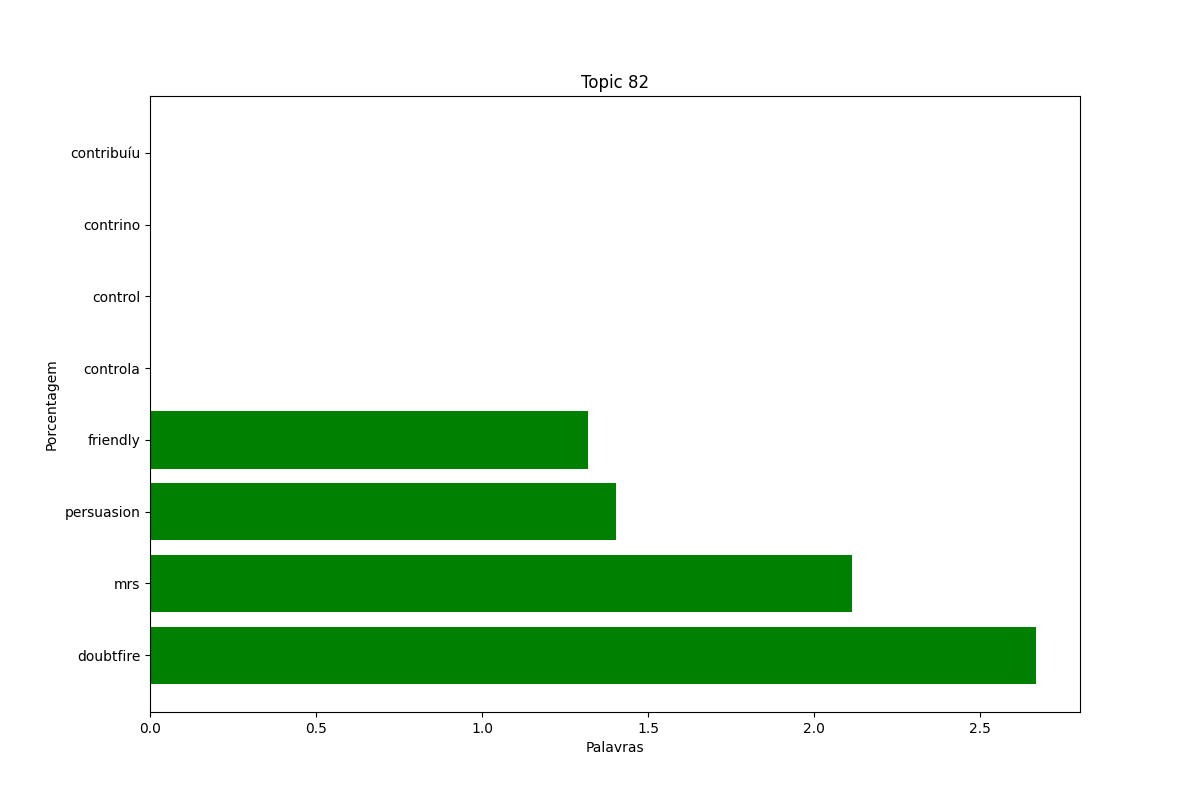 Topic 82
contribuíu
contrino
control
controla
friendly
persuasion
mrs
doubtfire
Porcentagem
0.0 0.5 1.0 1.5 2.0 2.5
Palavras